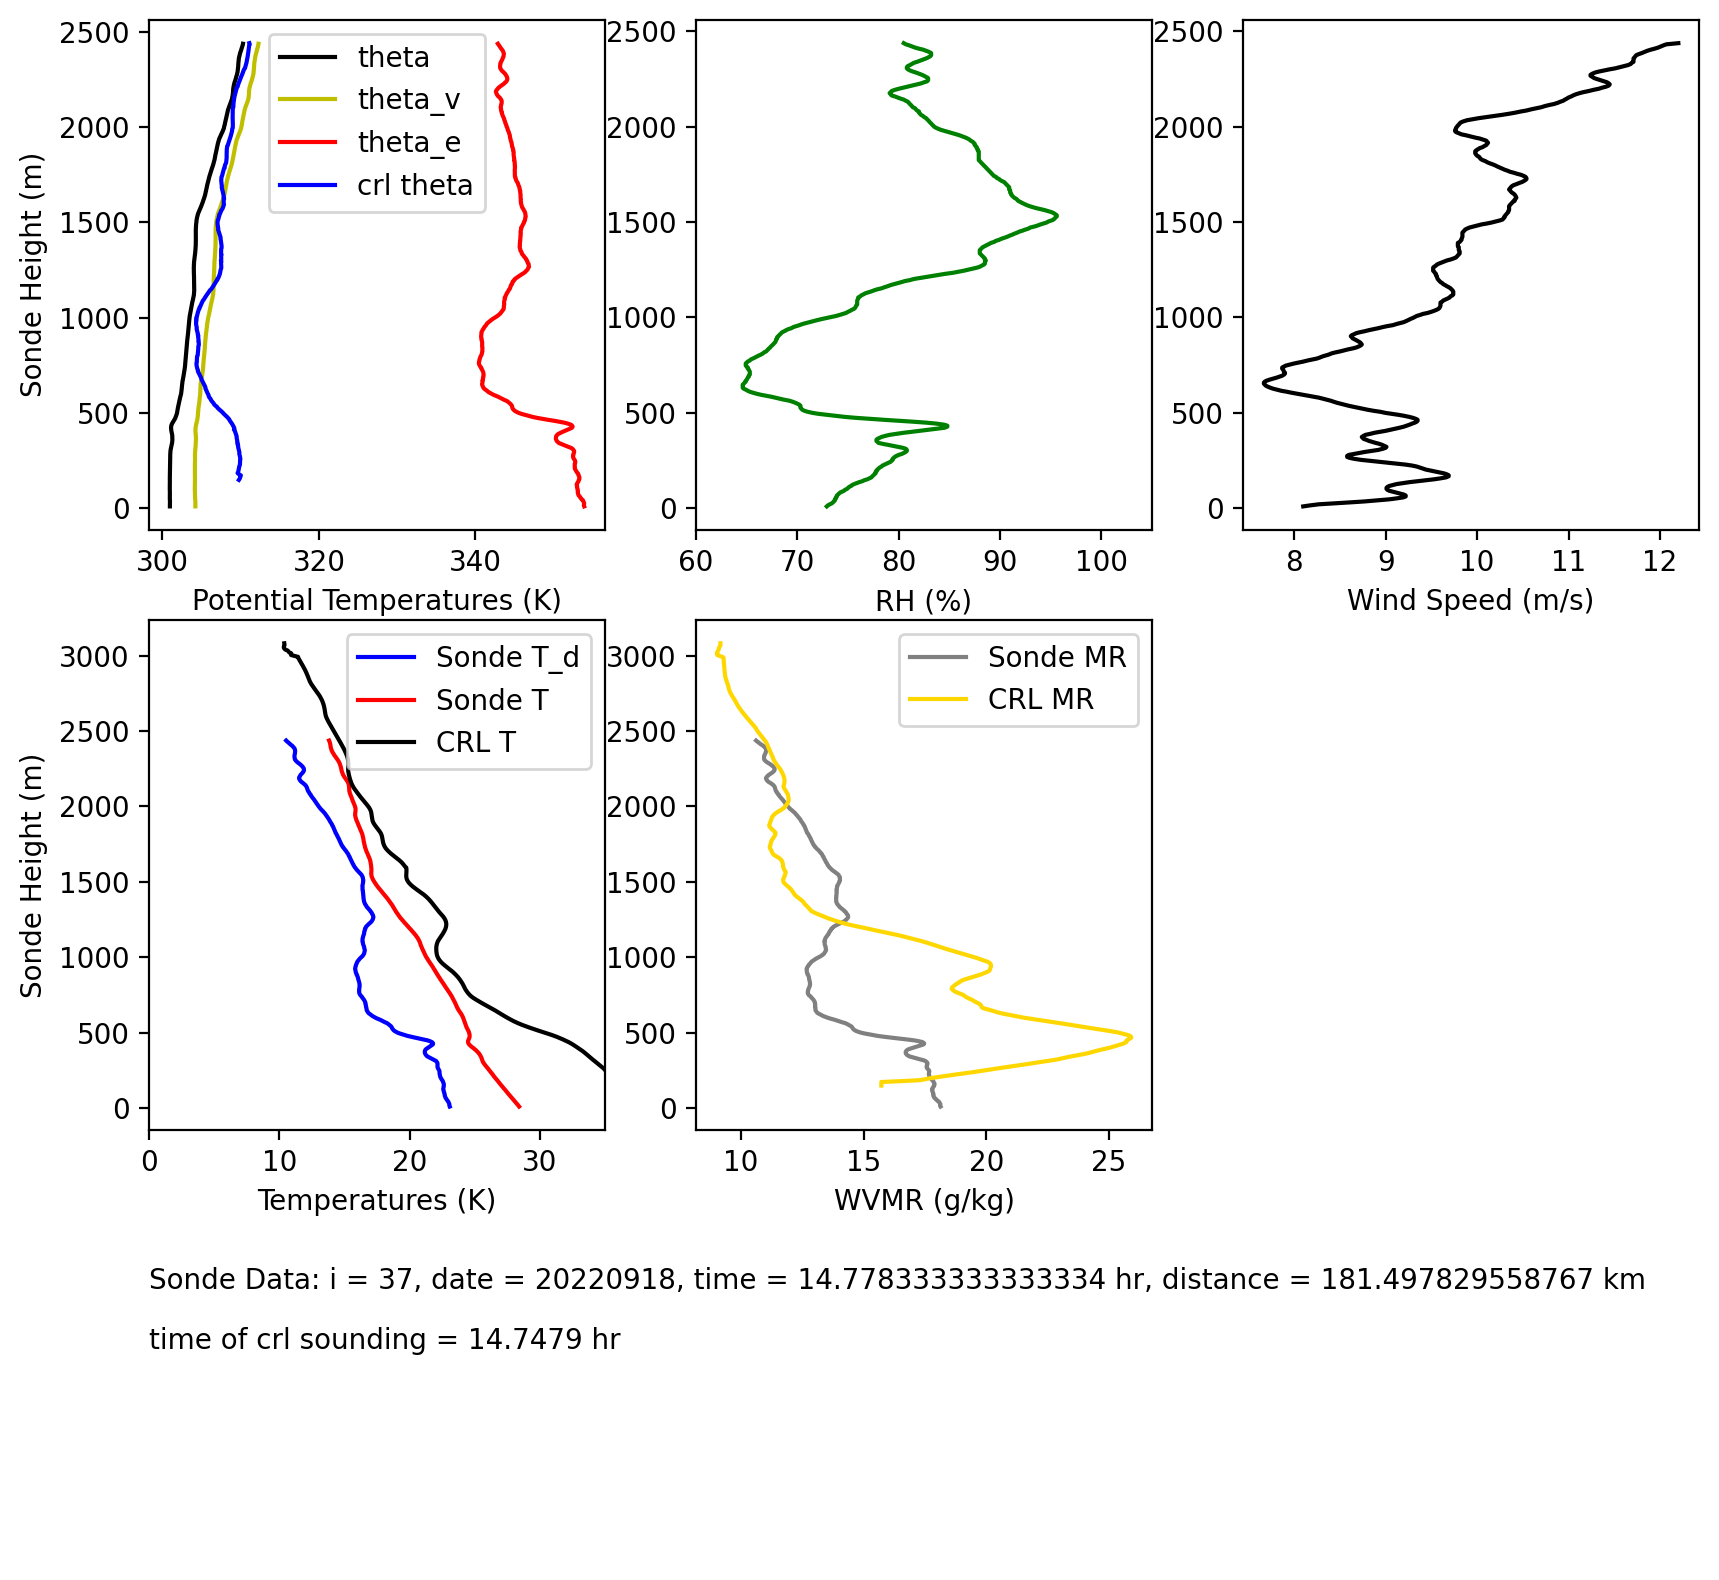 2500
2000
1500
1000
500
0
Sonde Height (m)
300
320
340
Potential Temperatures (K)
theta
theta_v
theta_e
crl theta
2500
2000
1500
1000
500
0
60
70
80
90
100
RH (%)
2500
2000
1500
1000
500
0
8
9
10
11
12
Wind Speed (m/s)
3000
2500
2000
1500
1000
500
0
Sonde Height (m)
0
10
20
30
Temperatures (K)
Sonde T_d
Sonde T
CRL T
3000
2500
2000
1500
1000
500
0
10
15
20
25
WVMR (g/kg)
Sonde MR
CRL MR
Sonde Data: i = 37, date = 20220918, time = 14.778333333333334 hr, distance = 181.497829558767 km
time of crl sounding = 14.7479 hr